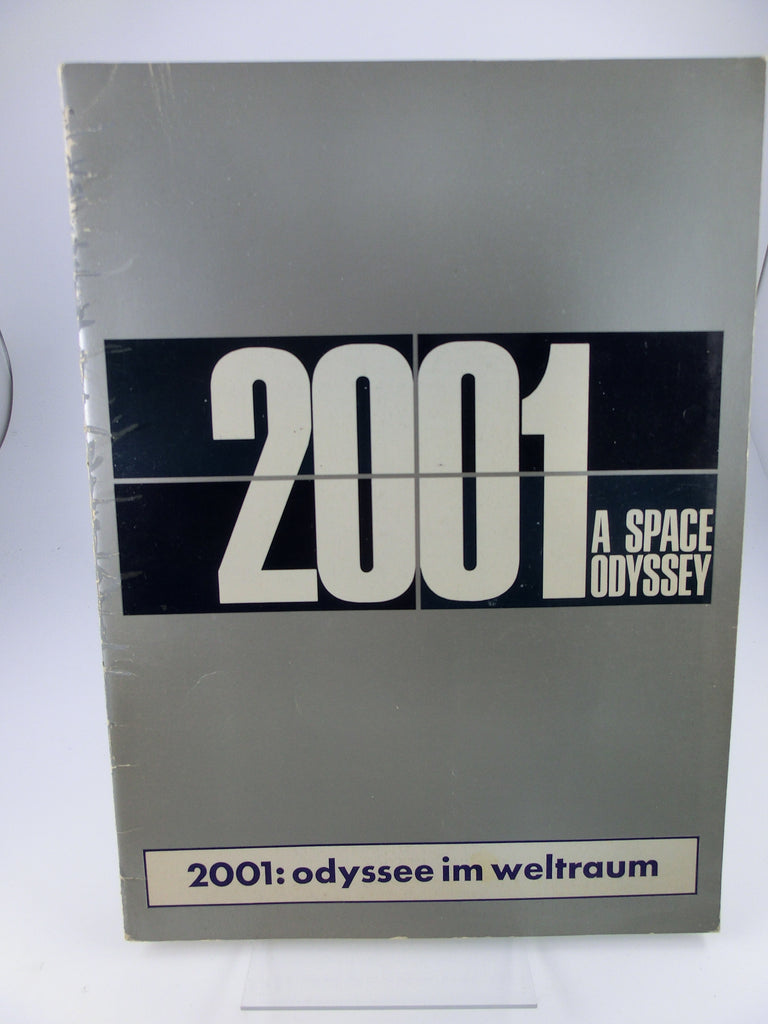 2001
A SPACE
ODYSSEY
2001: odyssee im weltraum